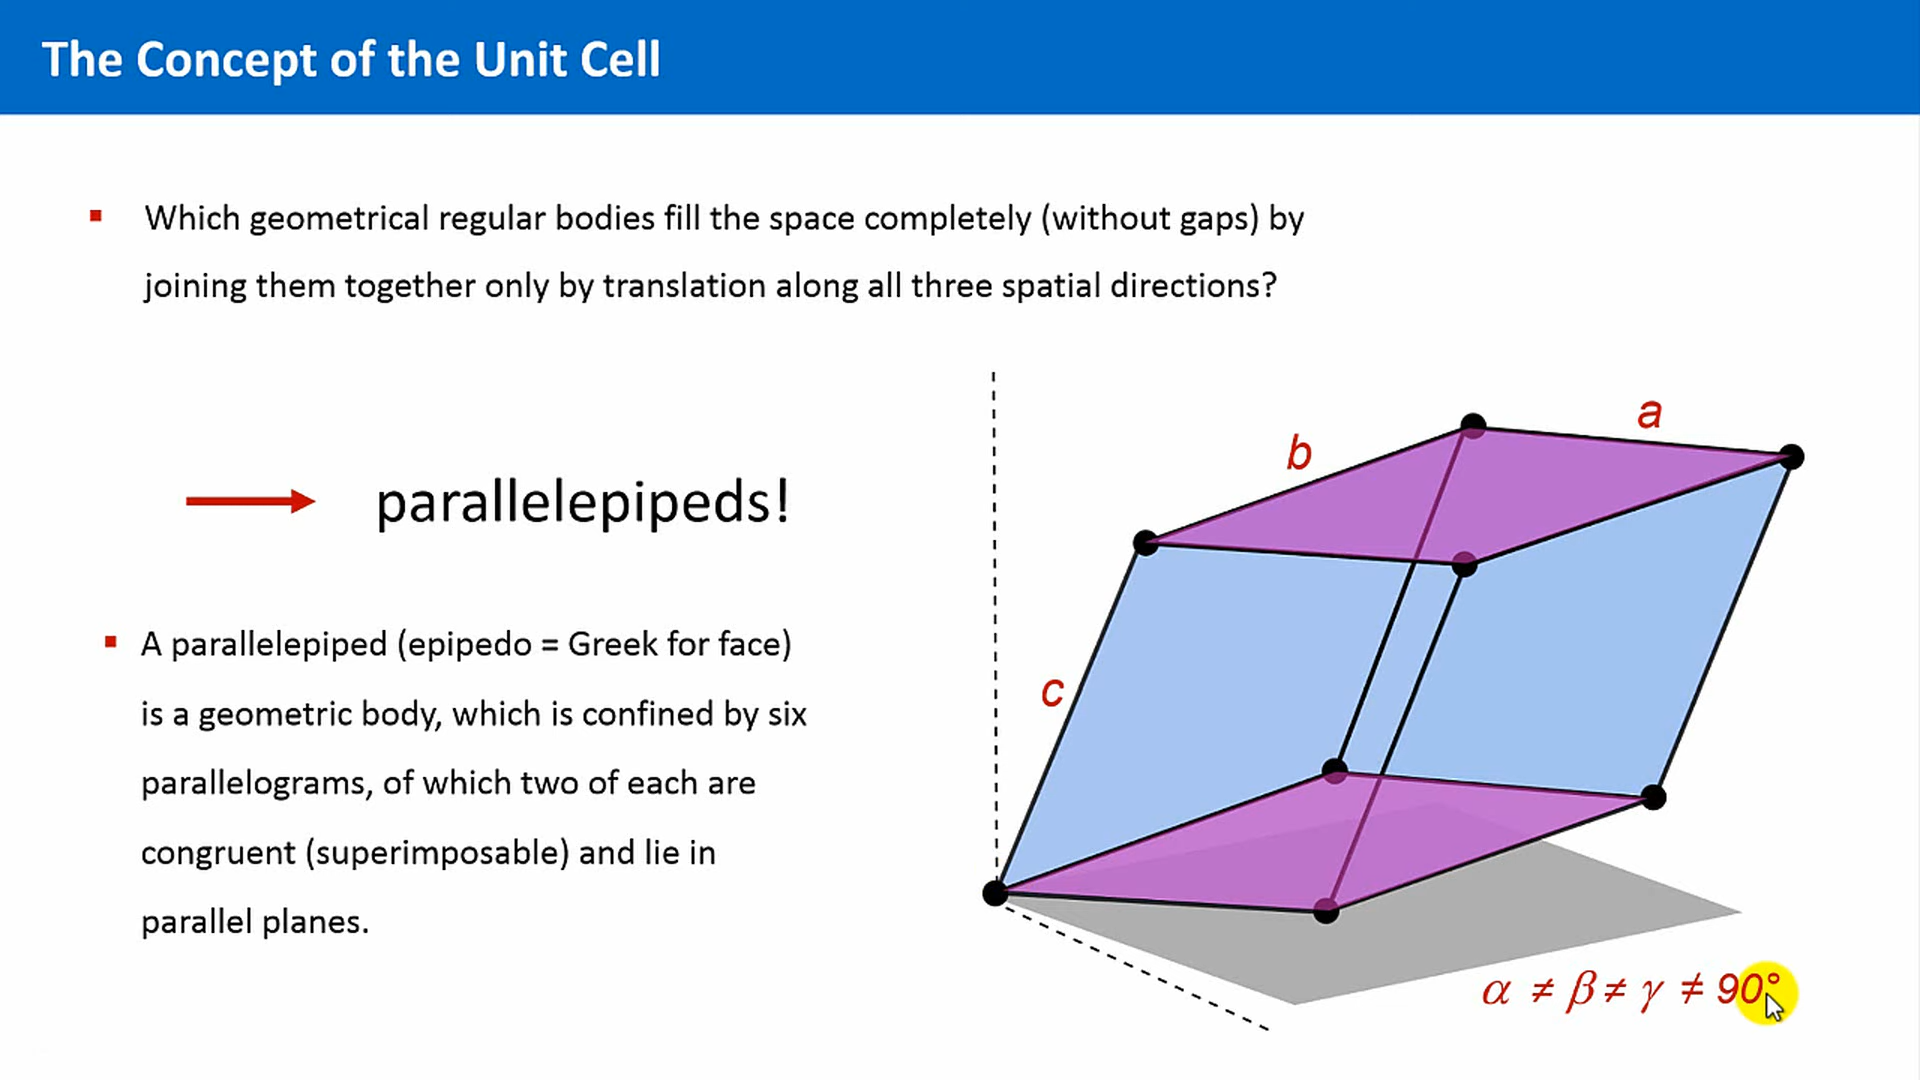 The Concept of the Unit Cell
▪ Which geometrical regular bodies fill the space completely (without gaps) by
joining them together only by translation along all three spatial directions?
parallelepipeds!
▪ A parallelepiped (epipedo = Greek for face)
is a geometric body, which is confined by six
parallelograms, of which two of each are
congruent (superimposable) and lie in
parallel planes.
a
b
c
α ≠ β ≠ γ ≠ 90°